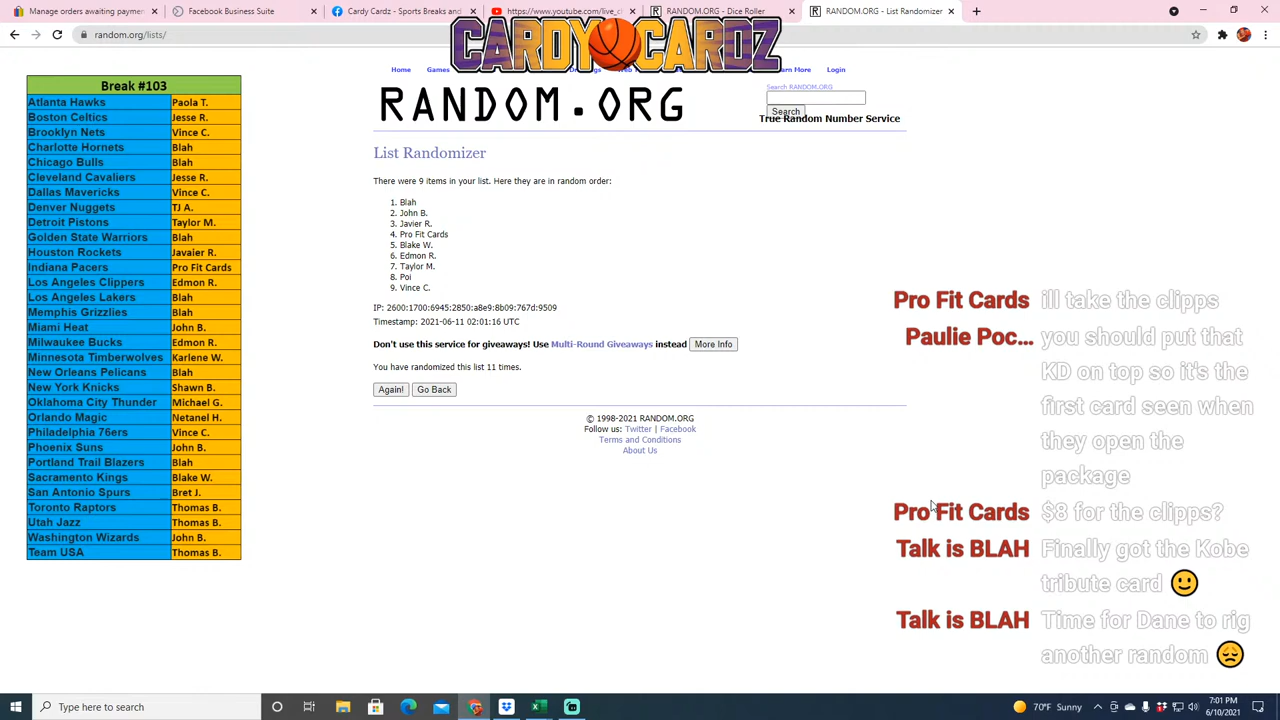 Facebook Business Suite
Cardy Cardz - S
youtube.com/live_c
RANDOM.ORG - Dice Roller
RANDOM.ORG - List Randomizer
random.org/lists/
CARDY CARDZ
Home
Games
Learn More
Login
Search RANDOM.ORG
Search
RANDOM.ORG
True Random Number Service
Break #103
Atlanta Hawks Paola T.
Boston Celtics Jesse R.
Brooklyn Nets Vince C.
Charlotte Hornets Blah
Chicago Bulls Blah
Cleveland Cavaliers Jesse R.
Dallas Mavericks Vince C.
Denver Nuggets TJ A.
Detroit Pistons Taylor M.
Golden State Warriors Blah
Houston Rockets Javaier R.
Indiana Pacers Pro Fit Cards
Los Angeles Clippers Edmon R.
Los Angeles Lakers Blah
Memphis Grizzlies Blah
Miami Heat John B.
Milwaukee Bucks Edmon R.
Minnesota Timberwolves Karlene W.
New Orleans Pelicans Blah
New York Knicks Shawn B.
Oklahoma City Thunder Michael G.
Orlando Magic Netanel H.
Philadelphia 76ers Vince C.
Phoenix Suns John B.
Portland Trail Blazers Blah
Sacramento Kings Blake W.
San Antonio Spurs Bret J.
Toronto Raptors Thomas B.
Utah Jazz Thomas B.
Washington Wizards John B.
Team USA Thomas B.
List Randomizer
There were 9 items in your list. Here they are in random order:
1. Blah
2. John B.
3. Javier R.
4. Pro Fit Cards
5. Blake W.
6. Edmon R.
7. Taylor M.
8. Poi
9. Vince C.
IP: 2600:1700:6945:2850:a8e9:8b09:767d:9509
Timestamp: 2021-06-11 02:01:16 UTC
Don't use this service for giveaways! Use Multi-Round Giveaways instead More Info
You have randomized this list 11 times.
Again! Go Back
© 1998-2021 RANDOM.ORG
Follow us: Twitter | Facebook
Terms and Conditions
About Us
Pro Fit Cards ill take the clipps
Paulie Poc... you should put that
KD on top so it's the
first card seen when
they open the
package
Pro Fit Cards $8 for the clipps?
Talk is BLAH Finally got the Kobe
tribute card 🙂
Talk is BLAH Time for Dane to rig
another random 😞
Type here to search
70°F Sunny
7:01 PM
6/10/2021